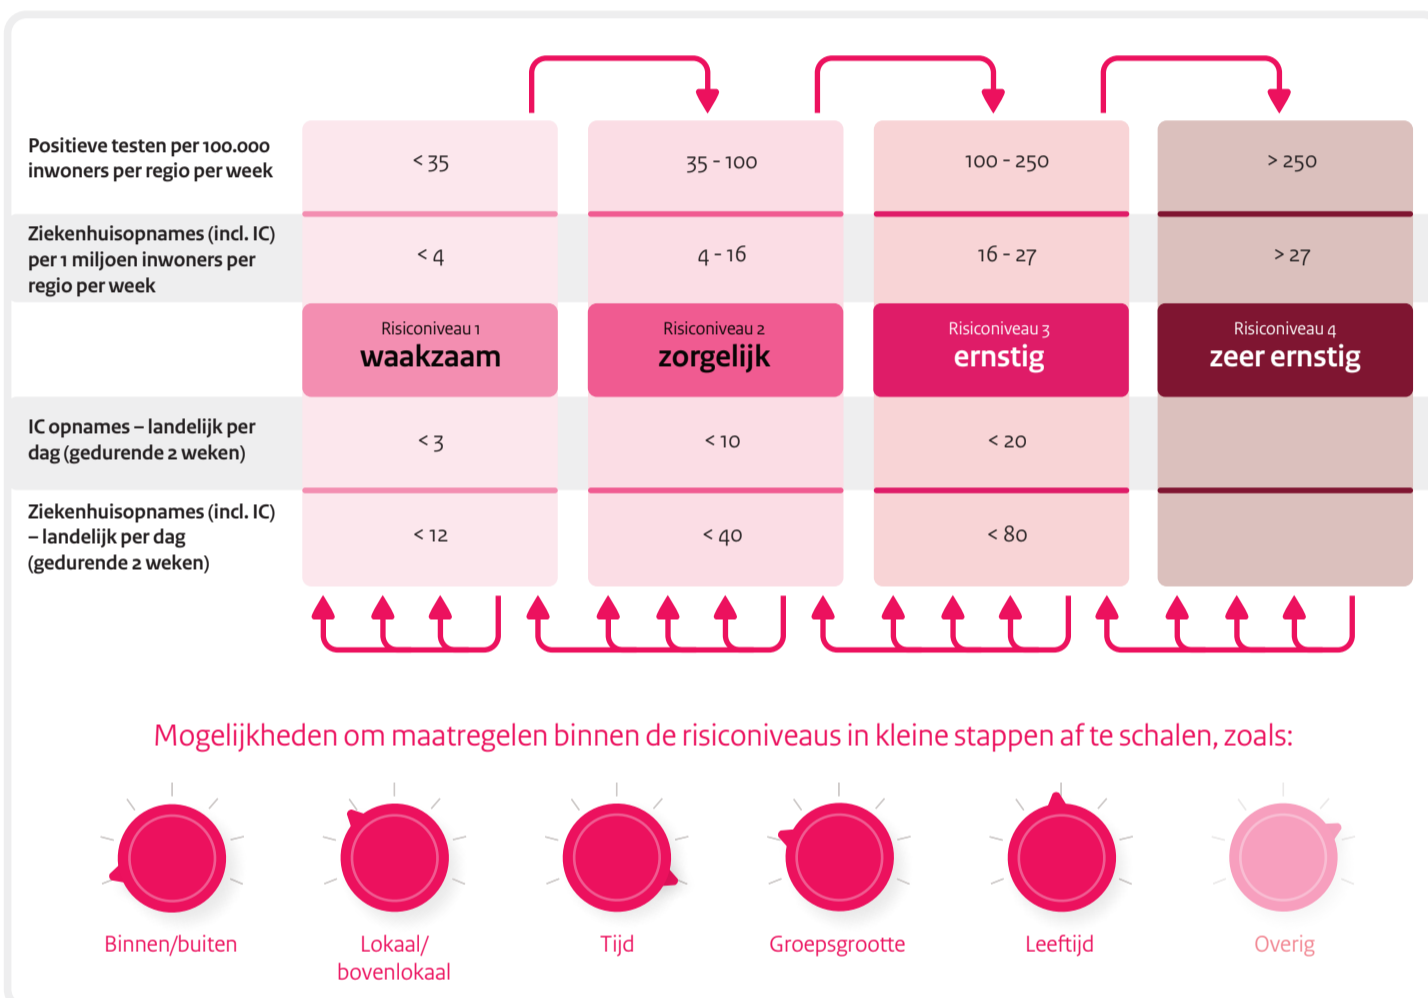 Positieve testen per 100.000
inwoners per regio per week
< 35
35 - 100
100 - 250
> 250
Ziekenhuisopnames (incl. IC)
per 1 miljoen inwoners per
regio per week
< 4
4 - 16
16 - 27
> 27
Risiconiveau 1
waakzaam
Risiconiveau 2
zorgelijk
Risiconiveau 3
ernstig
Risiconiveau 4
zeer ernstig
IC opnames – landelijk per
dag (gedurende 2 weken)
< 3
< 10
< 20
Ziekenhuisopnames (incl. IC)
– landelijk per dag
(gedurende 2 weken)
< 12
< 40
< 80
Mogelijkheden om maatregelen binnen de risiconiveaus in kleine stappen af te schalen, zoals:
Binnen/buiten
Lokaal/
bovenlokaal
Tijd
Groepsgrootte
Leeftijd
Overig